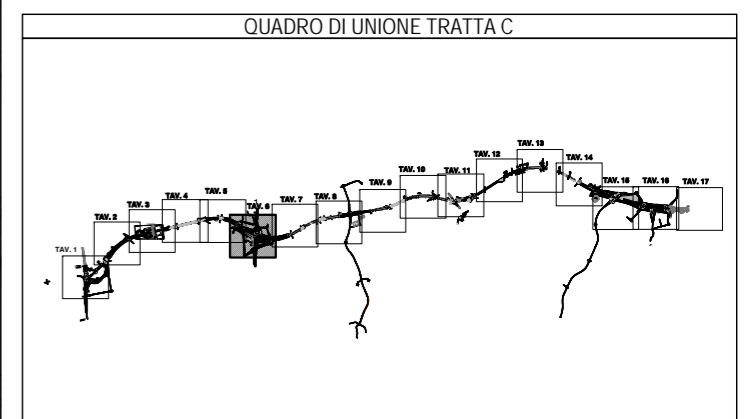 QUADRO DI UNIONE TRATTA C
TAV. 1
TAV. 2
TAV. 3
TAV. 4
TAV. 5
TAV. 6
TAV. 7
TAV. 8
TAV. 9
TAV. 10
TAV. 11
TAV. 12
TAV. 13
TAV. 14
TAV. 15
TAV. 16
TAV. 17